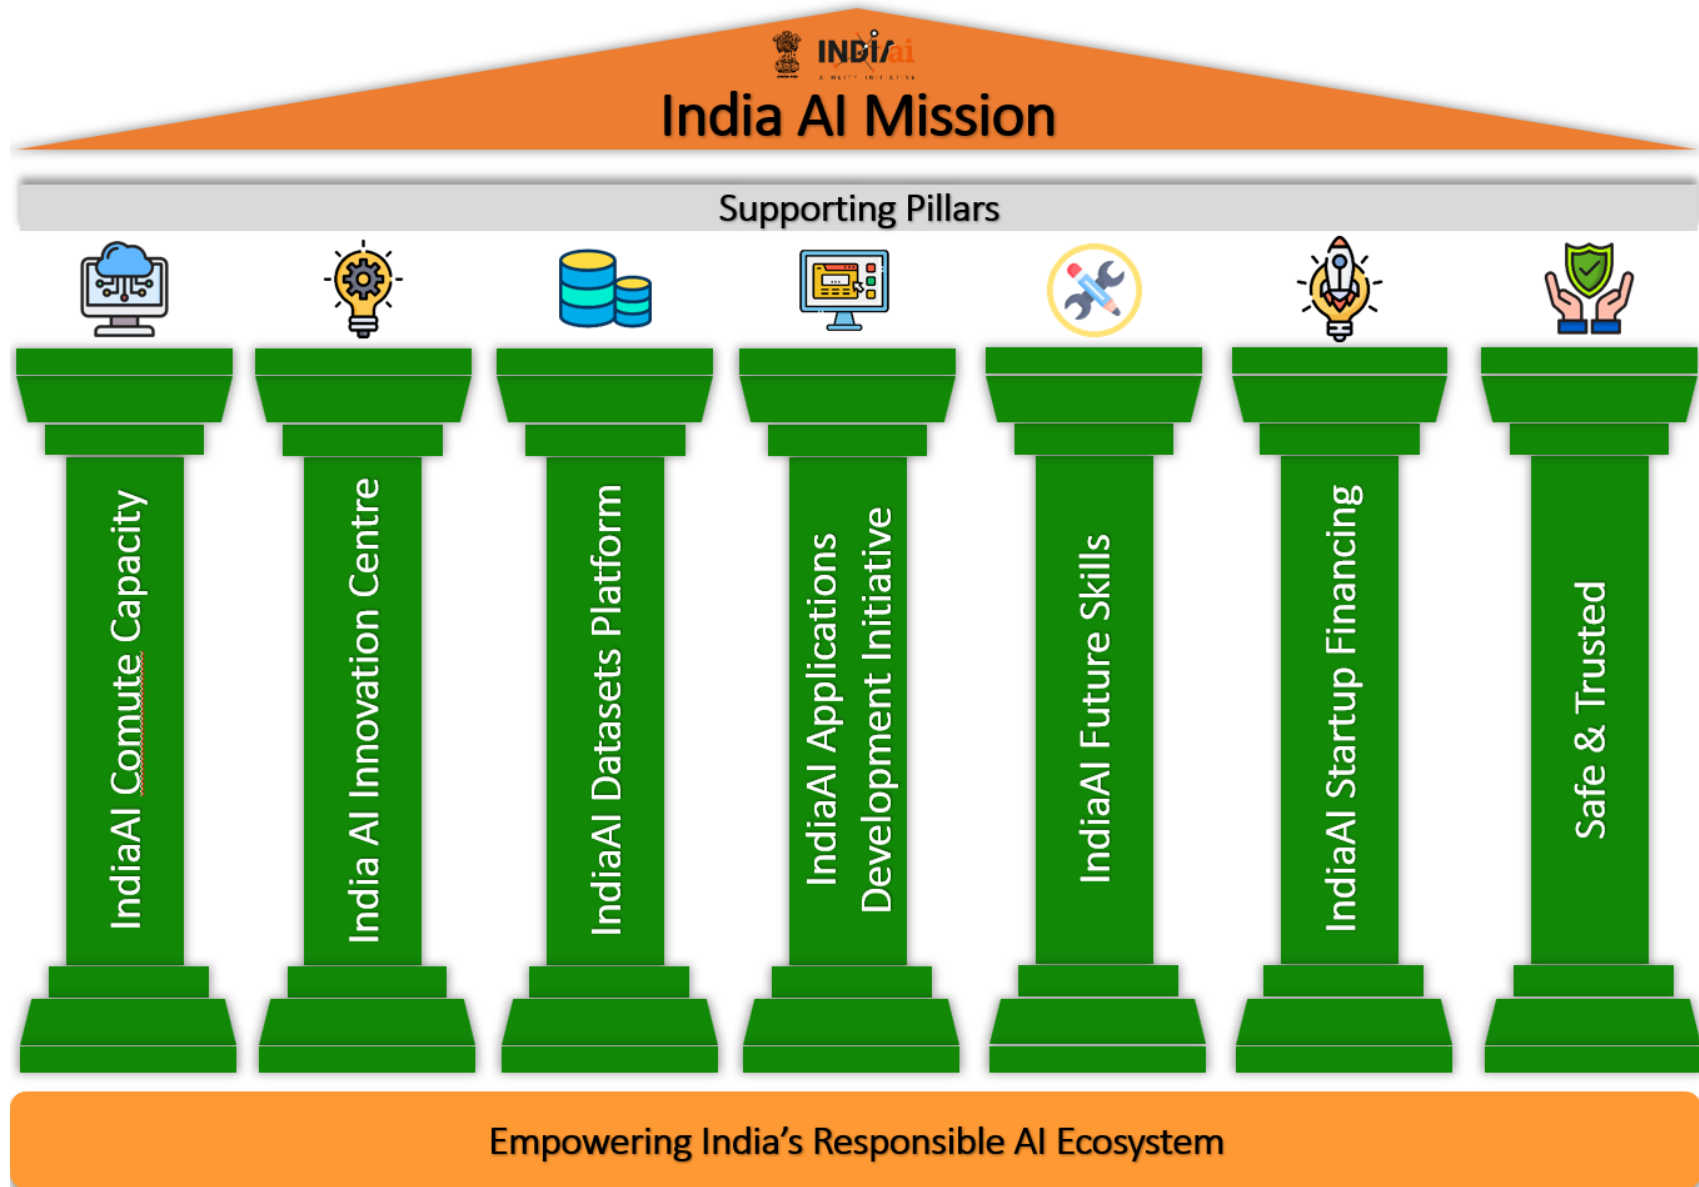 INDIAai
India AI Mission
Supporting Pillars
IndiaAI Comute Capacity
India AI Innovation Centre
IndiaAI Datasets Platform
IndiaAI Applications
Development Initiative
IndiaAI Future Skills
IndiaAI Startup Financing
Safe & Trusted
Empowering India’s Responsible AI Ecosystem